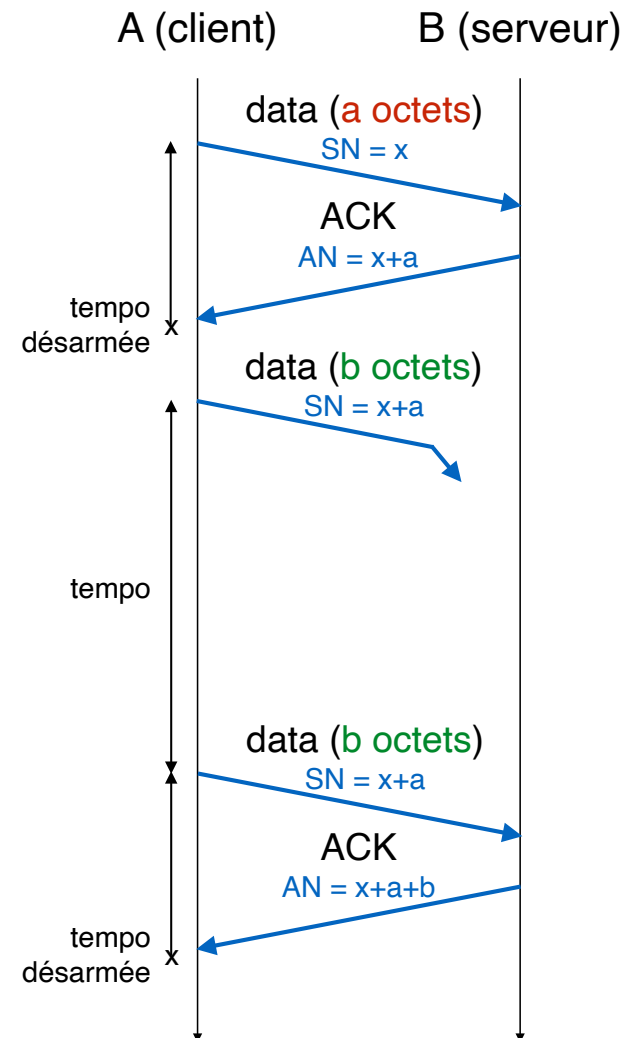 A (client) B (serveur)
data (a octets)
SN = x
ACK
AN = x+a
tempo
désarmée
x
data (b octets)
SN = x+a
tempo
data (b octets)
SN = x+a
ACK
AN = x+a+b
tempo
désarmée
x